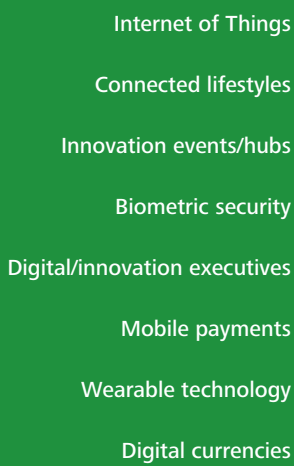 Internet of Things
Connected lifestyles
Innovation events/hubs
Biometric security
Digital/innovation executives
Mobile payments
Wearable technology
Digital currencies